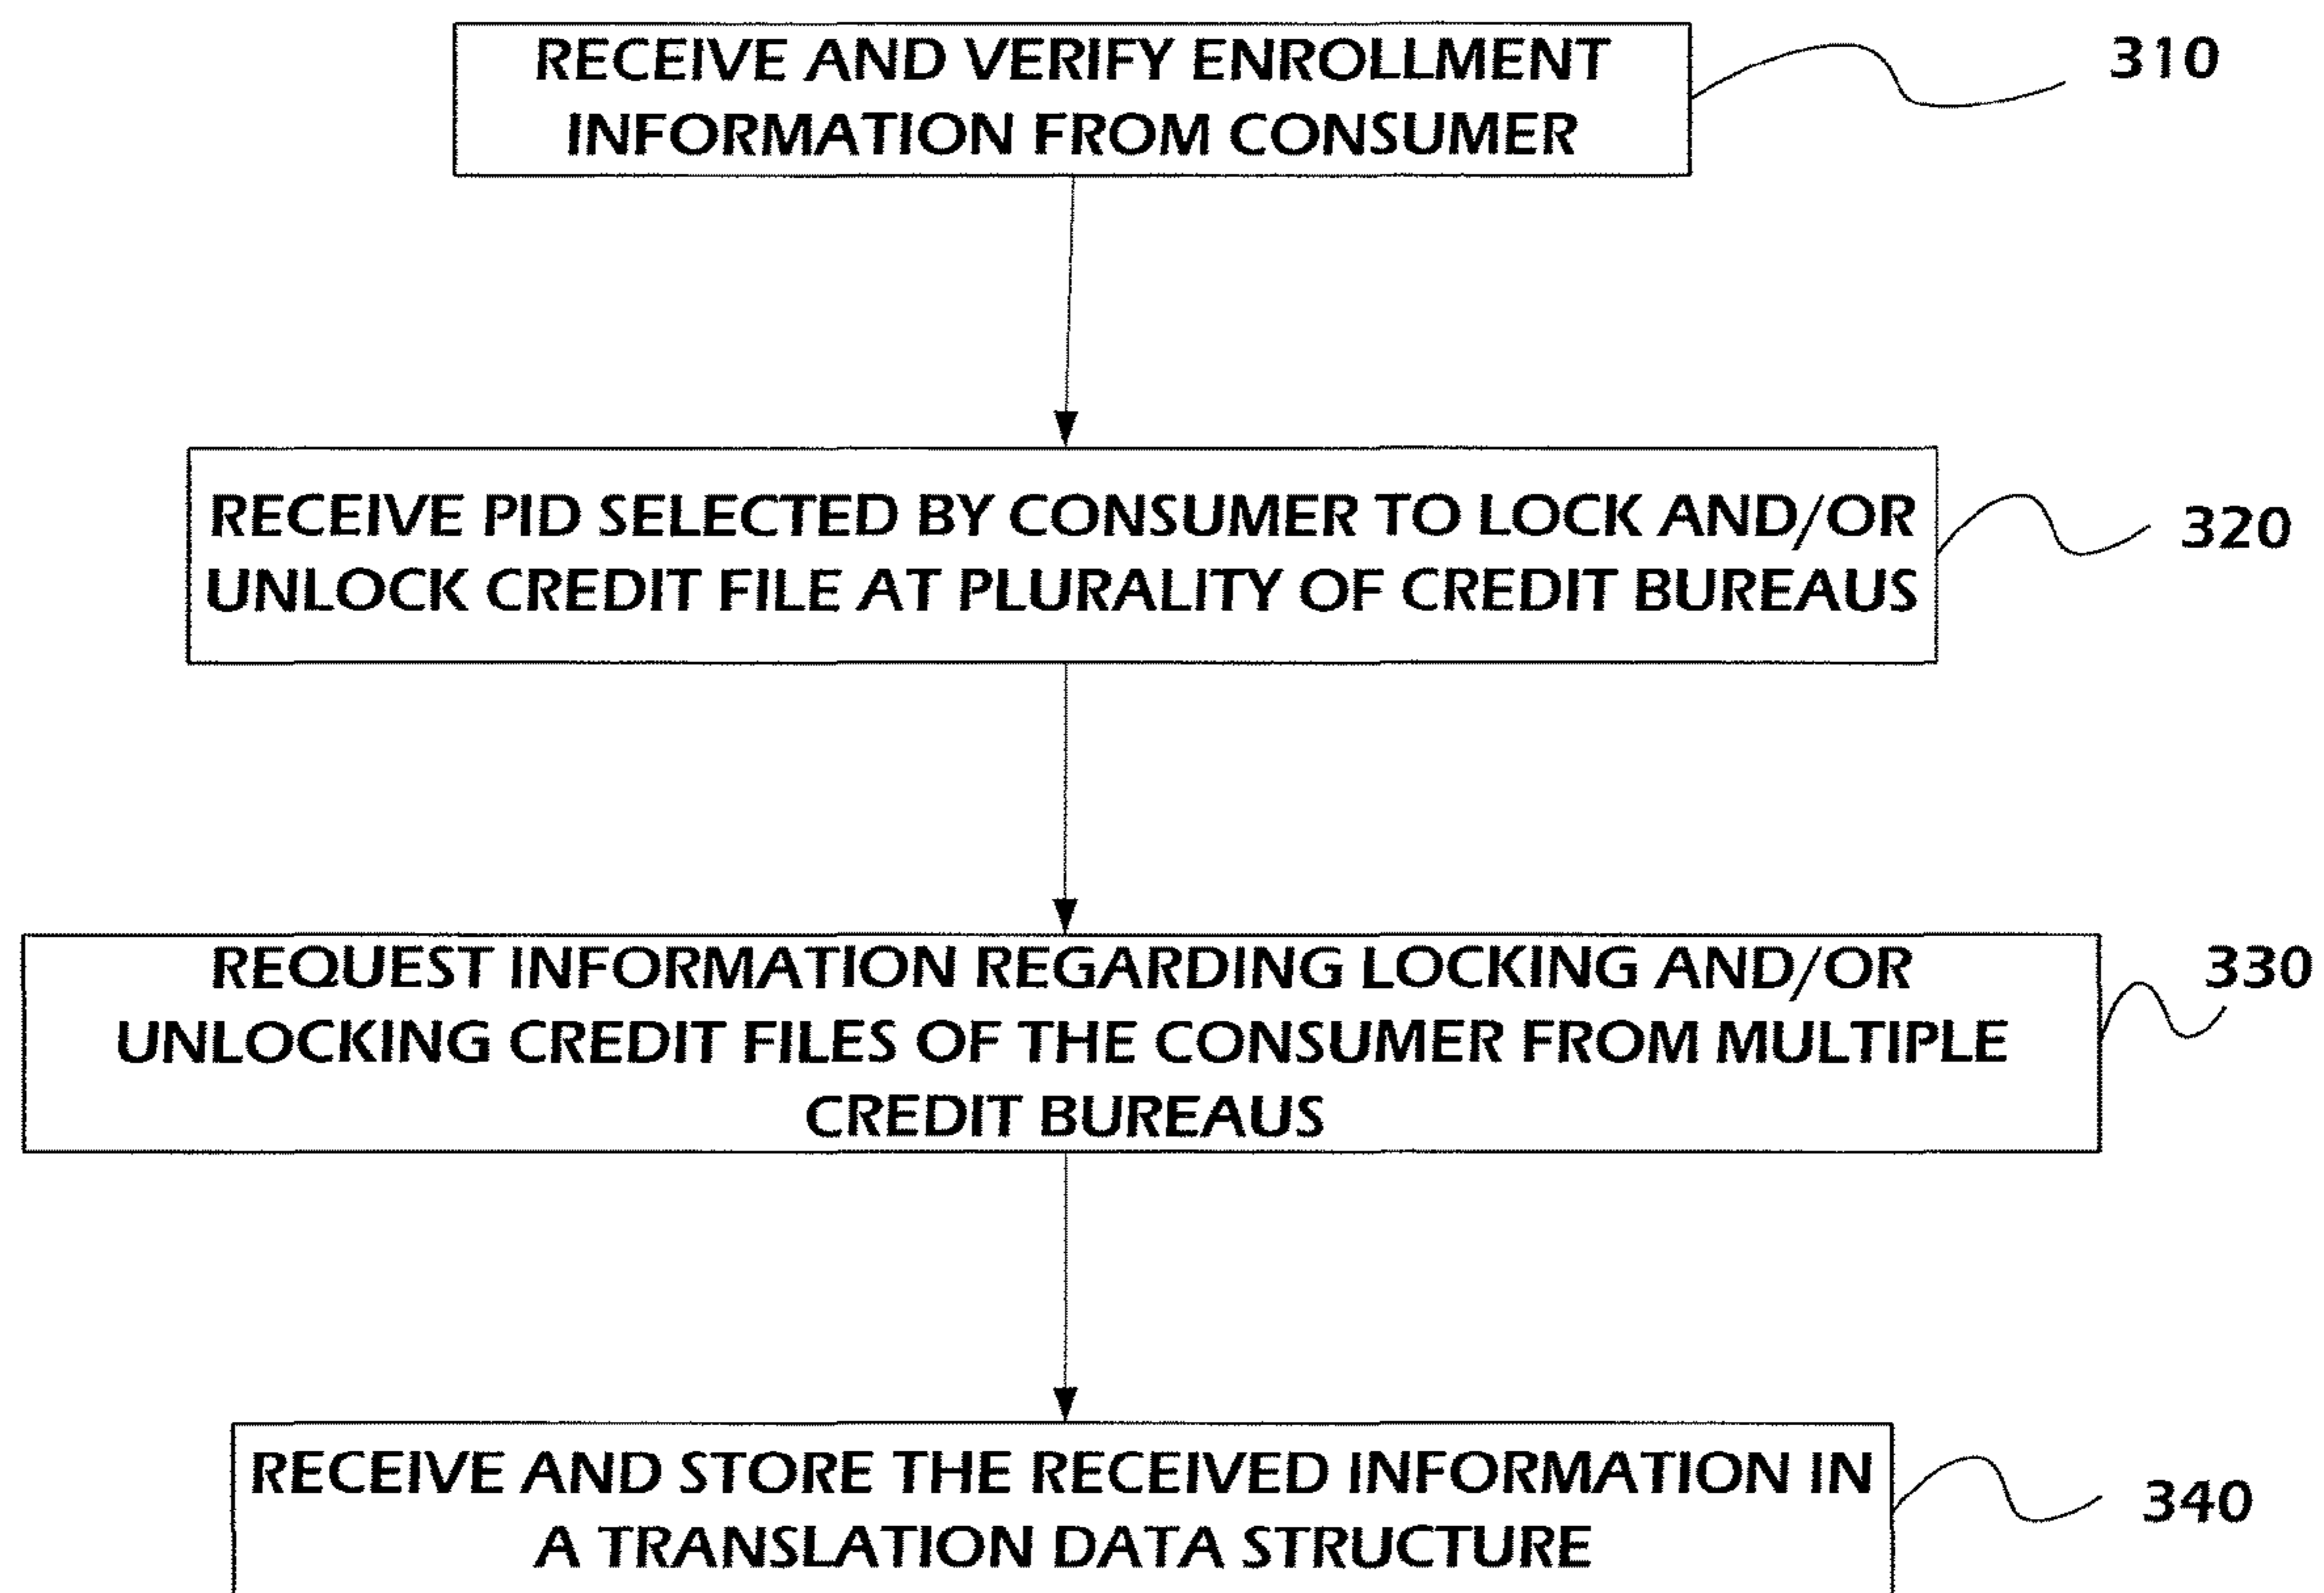 RECEIVE AND VERIFY ENROLLMENT
INFORMATION FROM CONSUMER
310
RECEIVE PID SELECTED BY CONSUMER TO LOCK AND/OR
UNLOCK CREDIT FILE AT PLURALITY OF CREDIT BUREAUS
320
REQUEST INFORMATION REGARDING LOCKING AND/OR
UNLOCKING CREDIT FILES OF THE CONSUMER FROM MULTIPLE
CREDIT BUREAUS
330
RECEIVE AND STORE THE RECEIVED INFORMATION IN
A TRANSLATION DATA STRUCTURE
340